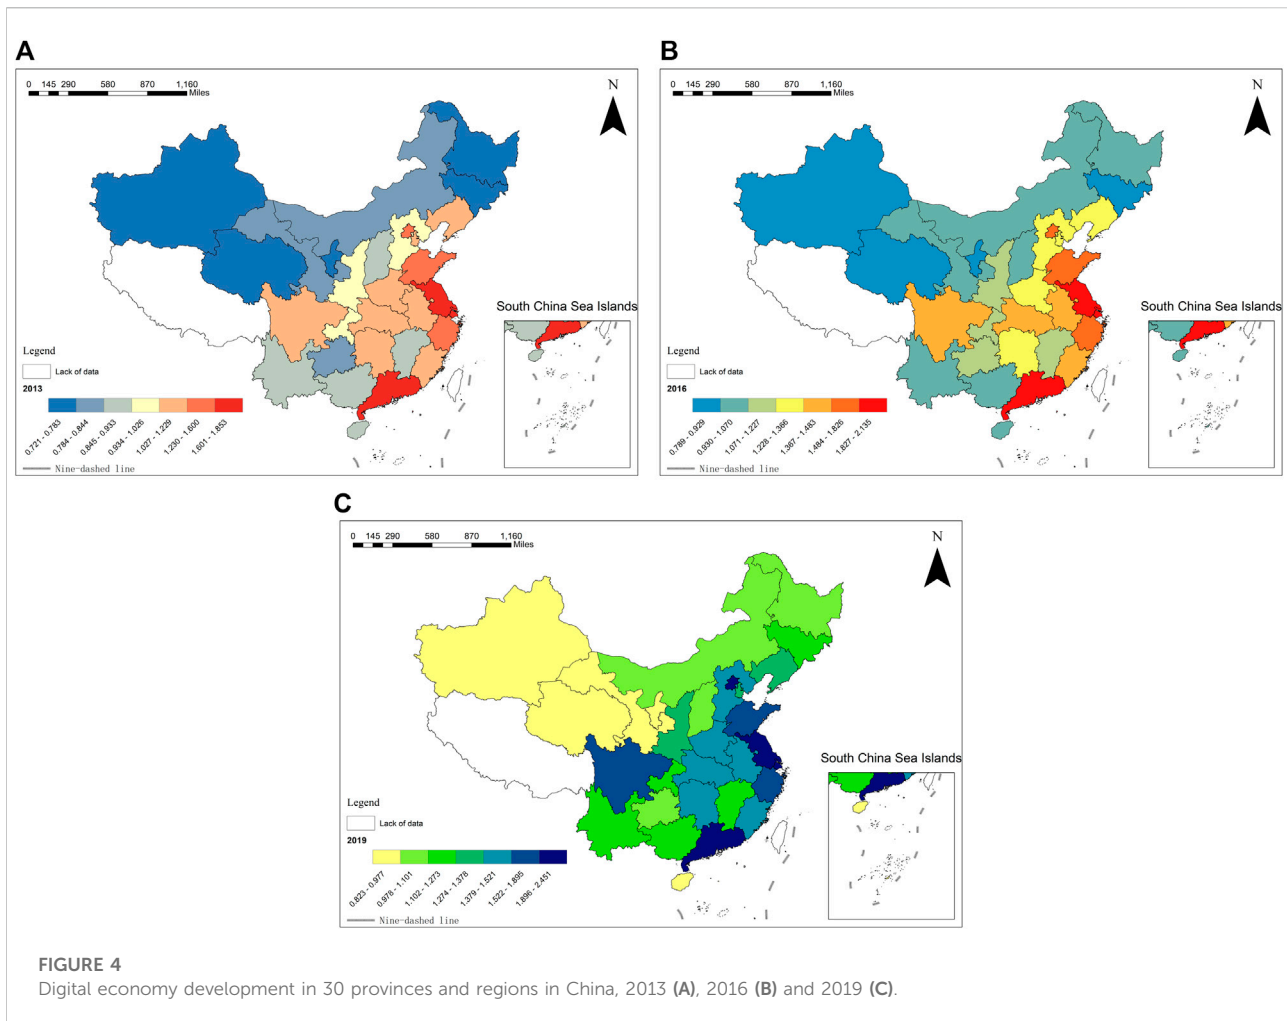 A
0 145 290 580 870 1,160
Miles
N
South China Sea Islands
Legend
Lack of data
2013
0.721 - 0.783
0.784 - 0.844
0.845 - 0.933
0.934 - 1.026
1.027 - 1.229
1.230 - 1.600
1.601 - 1.853
Nine-dashed line
B
0 145 290 580 870 1,160
Miles
N
South China Sea Islands
Legend
Lack of data
2016
0.789 - 0.929
0.930 - 1.070
1.071 - 1.227
1.228 - 1.366
1.367 - 1.483
1.484 - 1.826
1.827 - 2.135
Nine-dashed line
C
0 145 290 580 870 1,160
Miles
N
South China Sea Islands
Legend
Lack of data
2019
0.823 - 0.977
0.978 - 1.101
1.102 - 1.273
1.274 - 1.378
1.379 - 1.521
1.522 - 1.895
1.896 - 2.451
Nine-dashed line
FIGURE 4
Digital economy development in 30 provinces and regions in China, 2013 (A), 2016 (B) and 2019 (C).